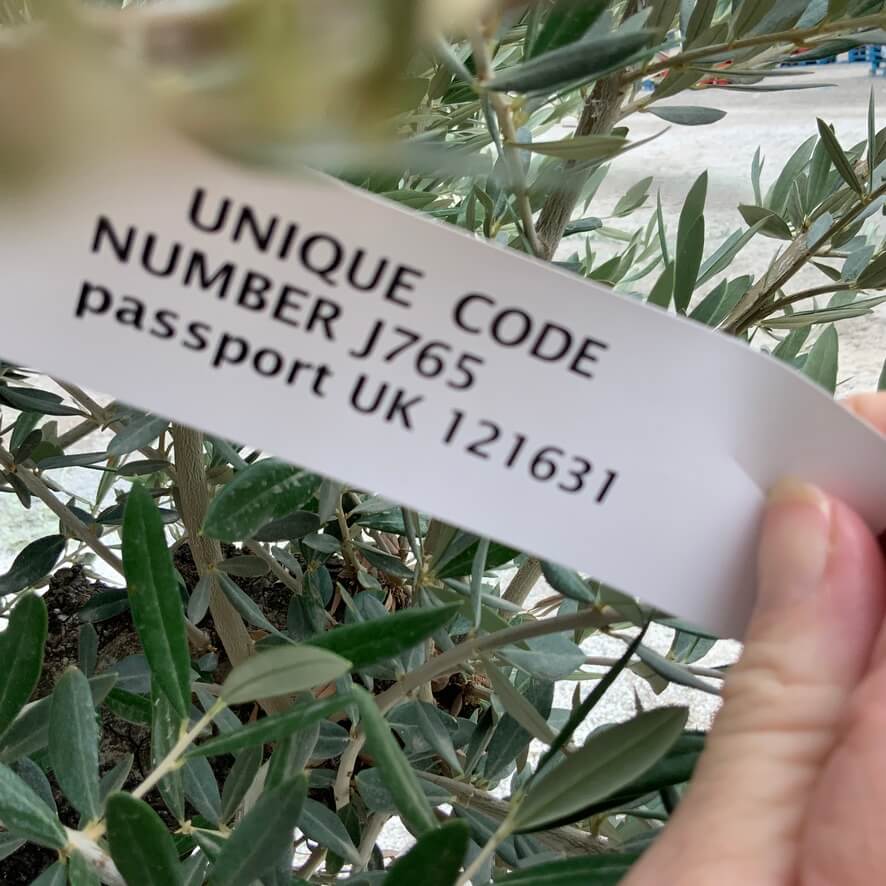 UNIQUE CODE
NUMBER J765
passport UK 121631